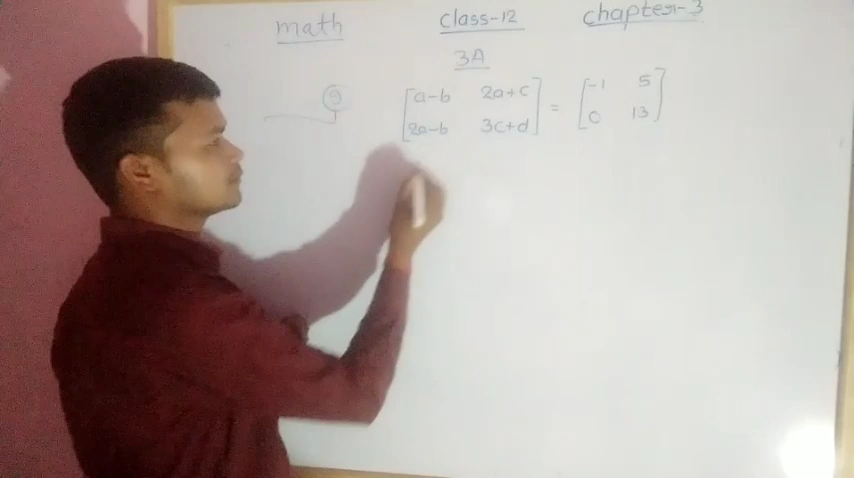 math class-12 chapter-3
3A
9 [a-b 2a+c] = [-1 5]
[2a-b 3c+d] [0 13]